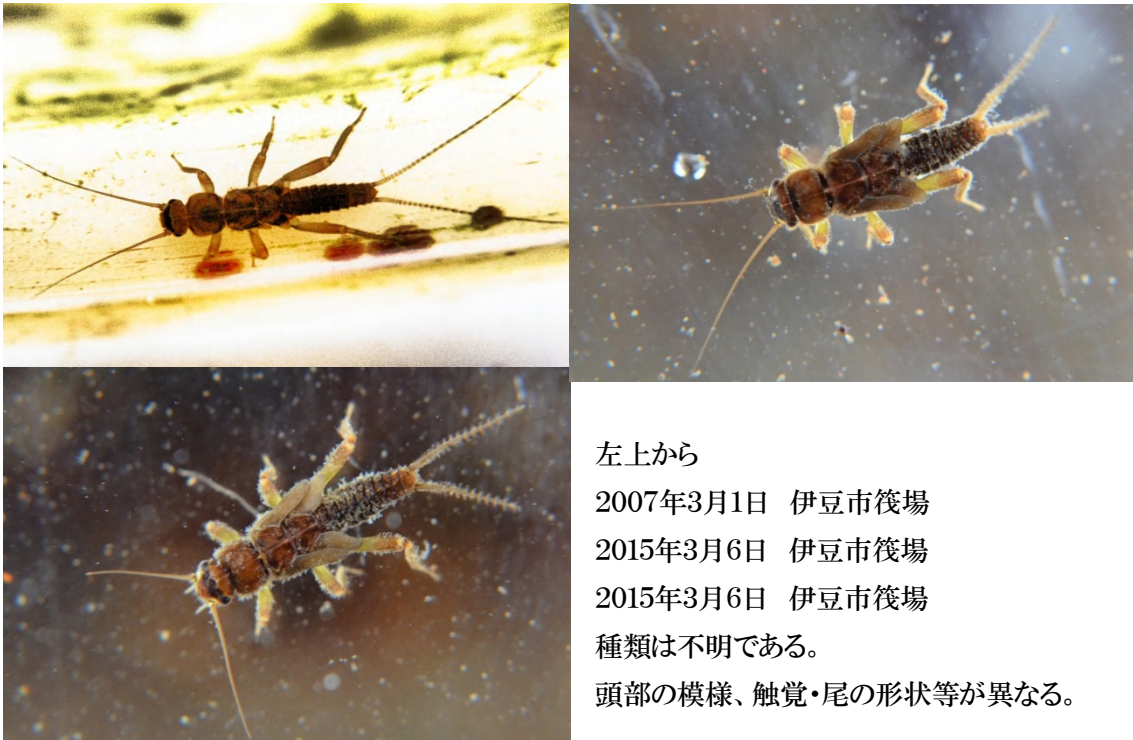 左上から
2007年3月1日　伊豆市筏場
2015年3月6日　伊豆市筏場
2015年3月6日　伊豆市筏場
種類は不明である。
頭部の模様、触覚・尾の形状等が異なる。